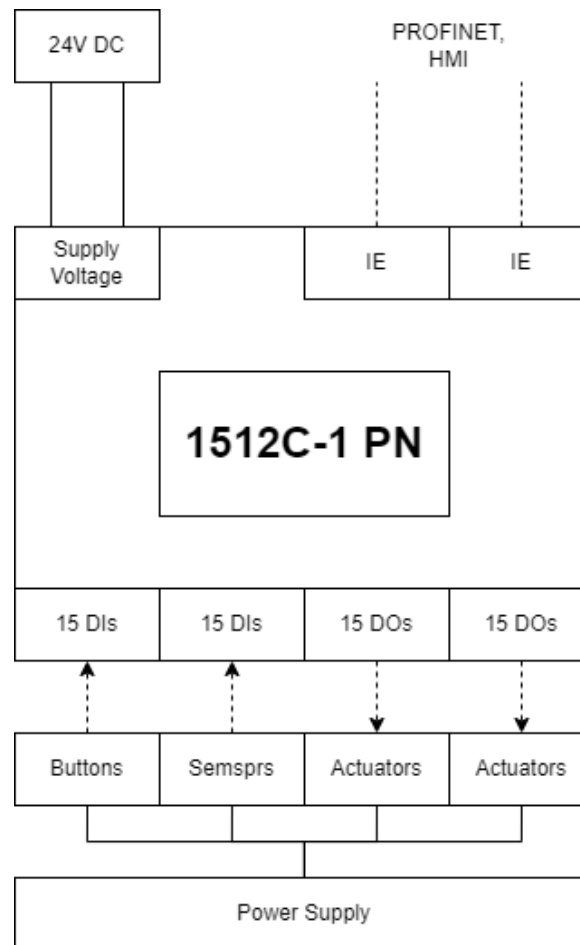 24V DC
PROFINET,
HMI
Supply
Voltage
IE
IE
1512C-1 PN
15 DIs
15 DIs
15 DOs
15 DOs
Buttons
Semsprs
Actuators
Actuators
Power Supply